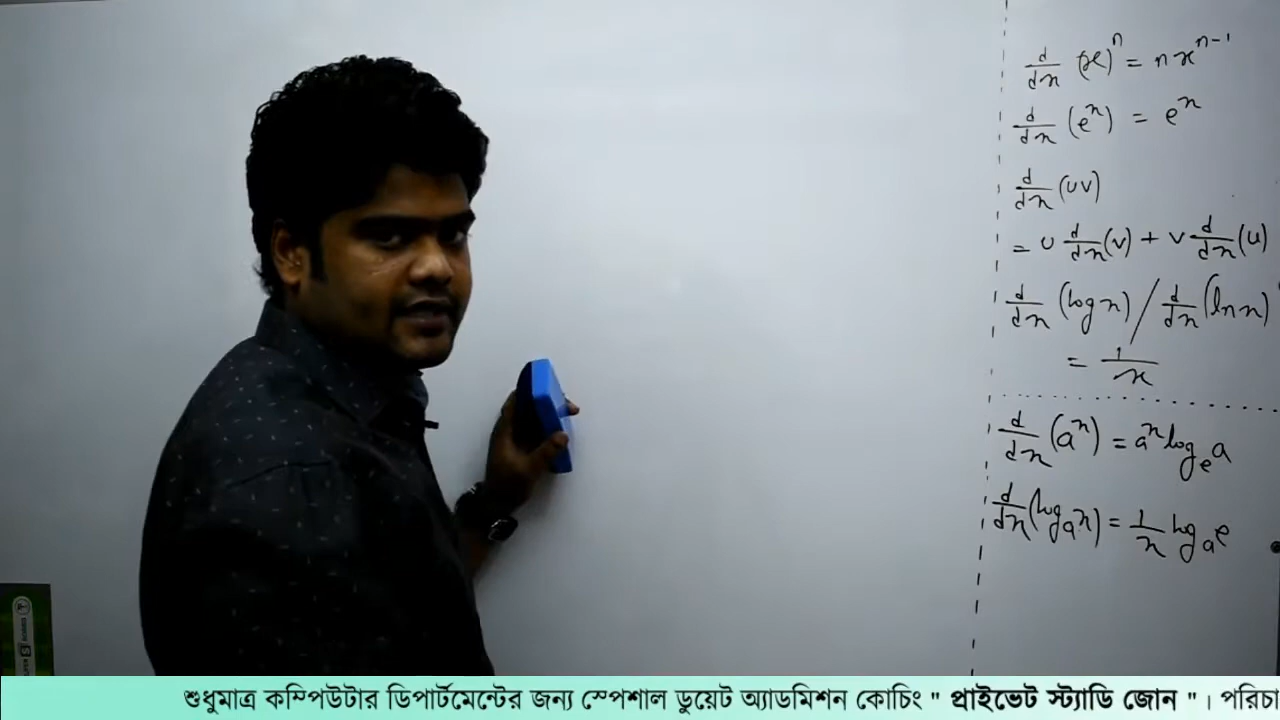 d/dx (x)^n = n x^{n-1}
d/dx (e^x) = e^x
d/dx (uv)
= u d/dx (v) + v d/dx (u)
d/dx (log x) / d/dx (ln x)
= 1/x
d/dx (a^x) = a^x log_e a
d/dx (log_a x) = 1/x log_a e
শুধুমাত্র কম্পিউটার ডিপার্টমেন্টের জন্য স্পেশাল ডুয়েট অ্যাডমিশন কোচিং " প্রাইভেট স্ট্যাডি জোন " । পরিচা